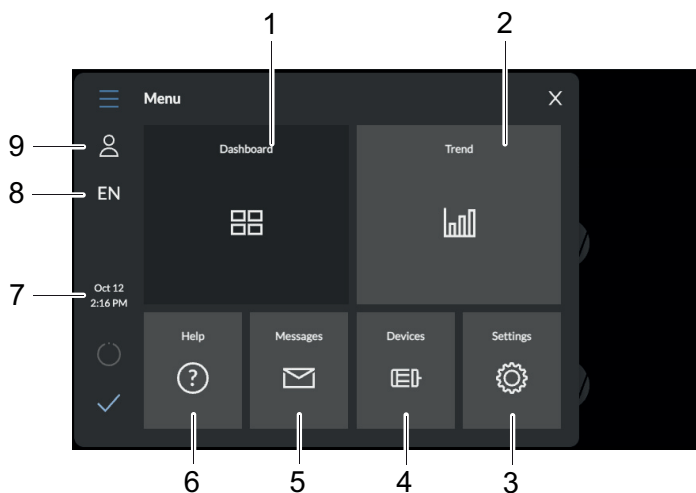 1 2
Menu X
9
Dashboard Trend
8 EN
7 Oct 12
2:16 PM
Help Messages Devices Settings
?
6 5 4 3